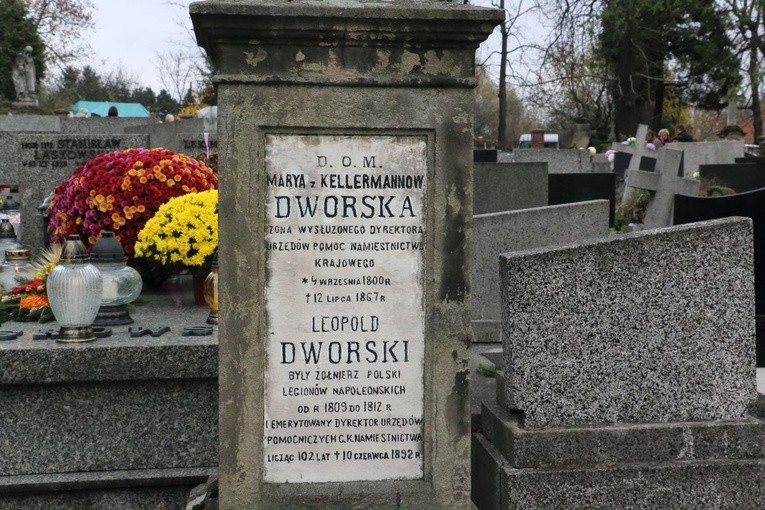 STANISŁAW
LASKOW
D. O. M.
MARYA z KELLERMANNÓW
DWORSKA
ŻONA WYSŁUŻONEGO DYREKTORA
URZĘDÓW POMOC NAMIESTNICTWA
KRAJOWEGO
* 4 WRZEŚNIA 1800 R
† 12 LIPCA 1867 R
LEOPOLD
DWORSKI
BYŁY ŻOŁNIERZ POLSKI
LEGIONÓW NAPOLEOŃSKICH
OD R 1809 DO 1812 R
I EMERYTOWANY DYREKTOR URZĘDÓW
POMOCNICZYCH C.K. NAMIESTNICTWA
LICZĄC 102 LAT † 10 CZERWCA 1892 R.